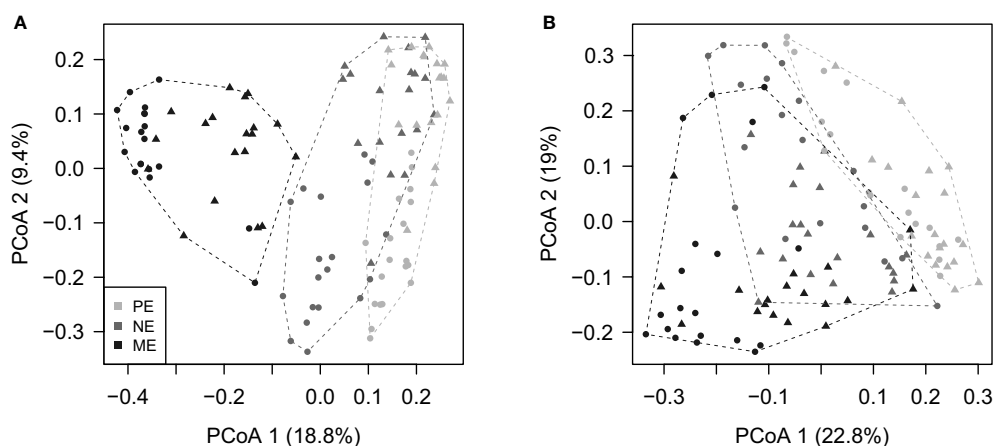 A
0.2
0.1
0.0
−0.1
−0.2
−0.3
PCoA 2 (9.4%)
PE
NE
ME
−0.4 −0.2 0.0 0.1 0.2
PCoA 1 (18.8%)
B
0.3
0.2
0.1
0.0
−0.1
−0.2
PCoA 2 (19%)
−0.3 −0.1 0.1 0.2 0.3
PCoA 1 (22.8%)